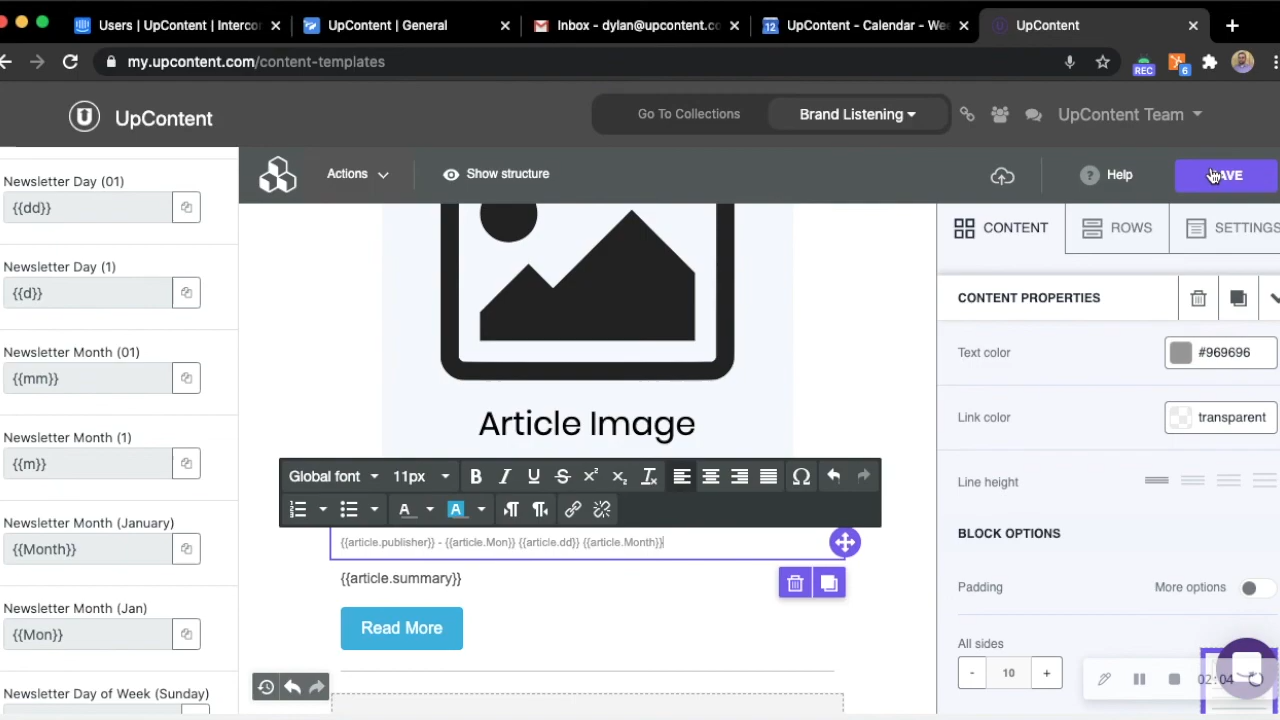 Users | UpContent | Interco
UpContent | General
Inbox - dylan@upcontent.co
12
UpContent - Calendar - Wee
UpContent
my.upcontent.com/content-templates
REC
6
UpContent
Go To Collections
Brand Listening
UpContent Team
Actions
Show structure
Help
AVE
Newsletter Day (01)
{{dd}}
Newsletter Day (1)
{{d}}
Newsletter Month (01)
{{mm}}
Newsletter Month (1)
{{m}}
Newsletter Month (January)
{{Month}}
Newsletter Month (Jan)
{{Mon}}
Newsletter Day of Week (Sunday)
Article Image
Global font
11px
{{article.publisher}} - {{article.Mon}} {{article.dd}} {{article.Month}}
{{article.summary}}
Read More
CONTENT
ROWS
SETTINGS
CONTENT PROPERTIES
Text color
#969696
Link color
transparent
Line height
BLOCK OPTIONS
Padding
More options
All sides
- 10 +
02:04